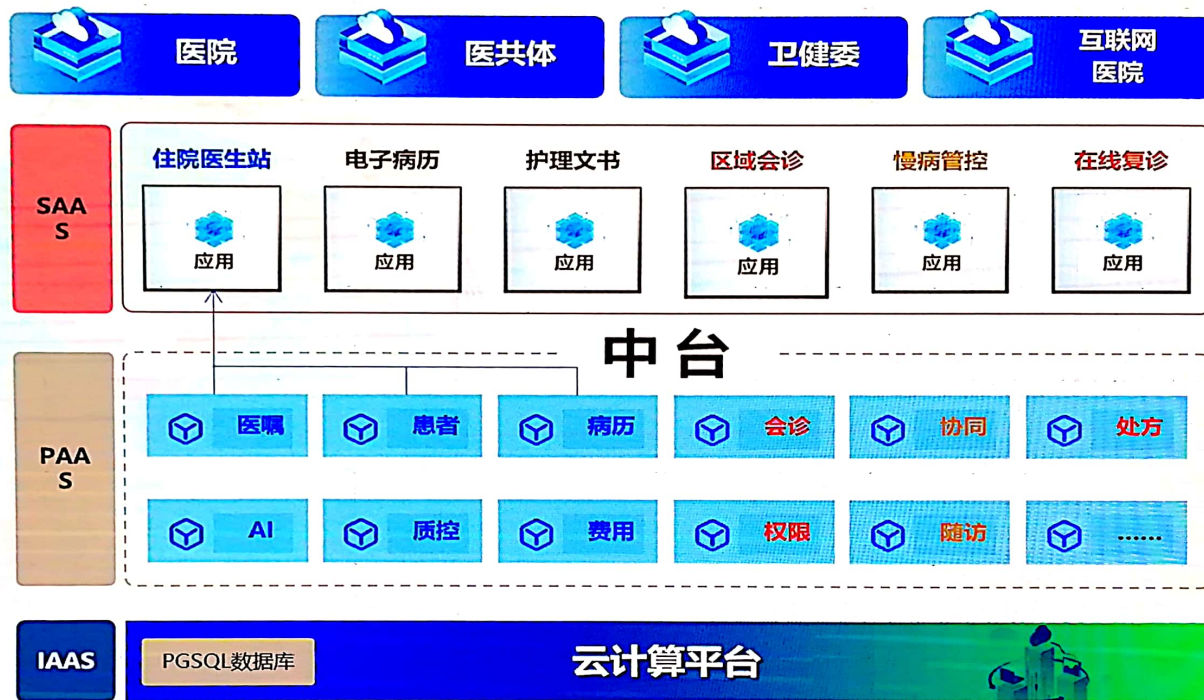 医院
医共体
卫健委
互联网
医院
SAA
S
住院医生站
电子病历
护理文书
区域会诊
慢病管控
在线复诊
应用
应用
应用
应用
应用
应用
中台
PAA
S
医嘱
患者
病历
会诊
协同
处方
AI
质控
费用
权限
随访
......
IAAS
PGSQL数据库
云计算平台